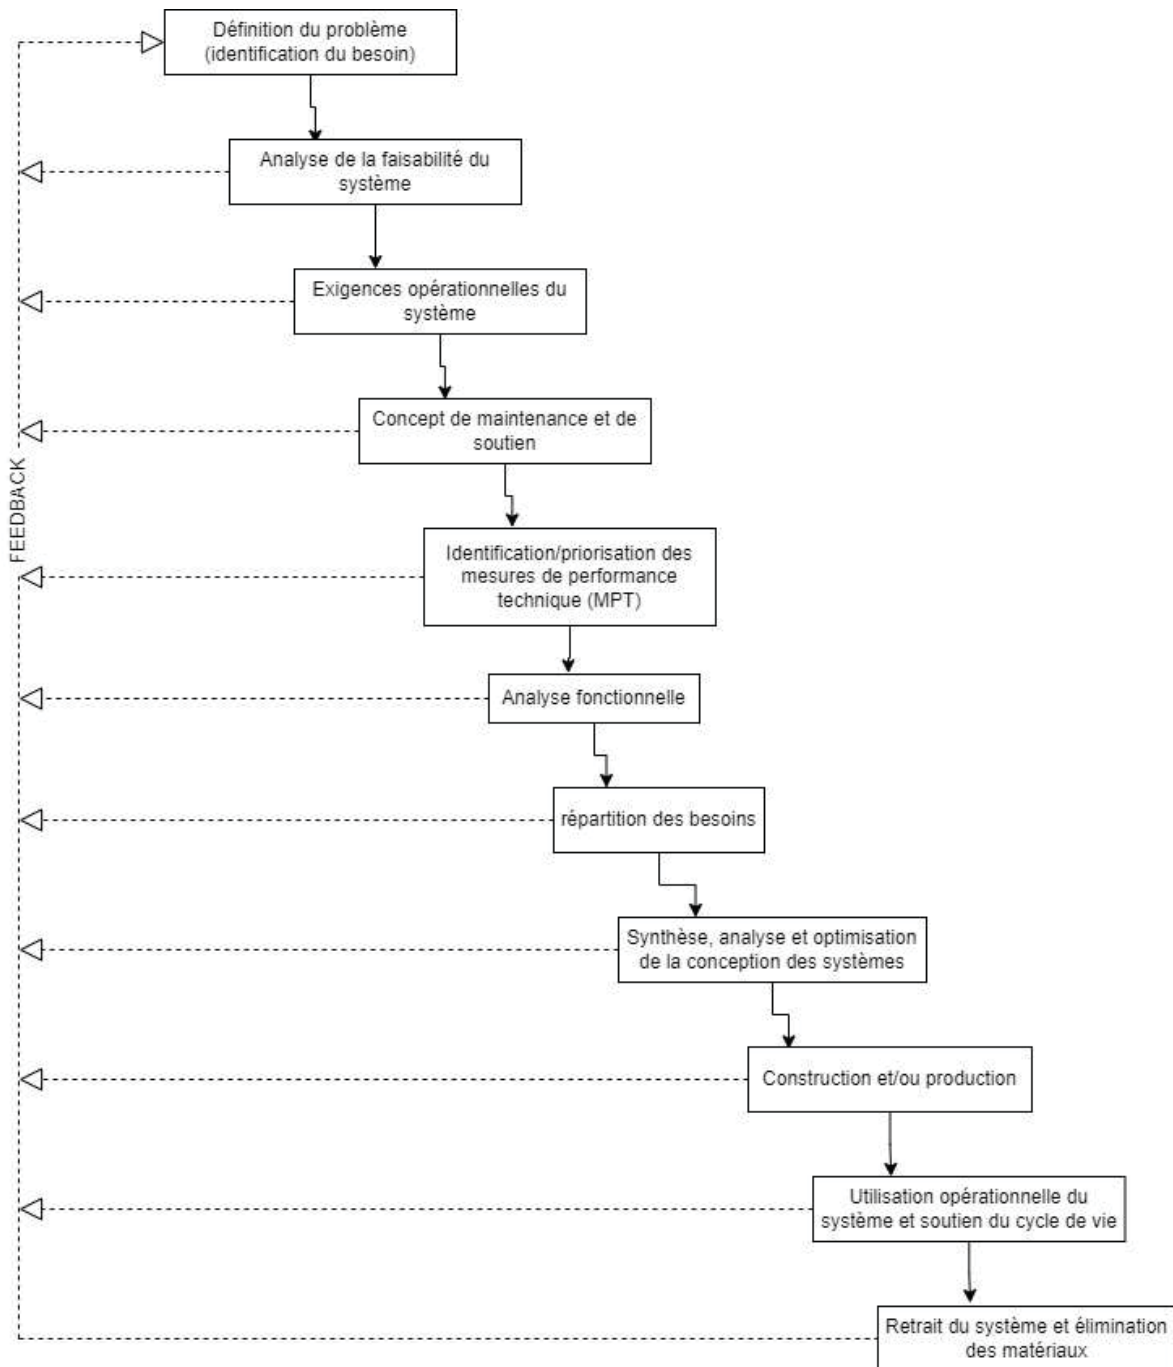 Définition du problème
(identification du besoin)
Analyse de la faisabilité du
système
Exigences opérationnelles du
système
Concept de maintenance et de
soutien
FEEDBACK
Identification/priorisation des
mesures de performance
technique (MPT)
Analyse fonctionnelle
répartition des besoins
Synthèse, analyse et optimisation
de la conception des systèmes
Construction et/ou production
Utilisation opérationnelle du
système et soutien du cycle de vie
Retrait du système et élimination
des matériaux